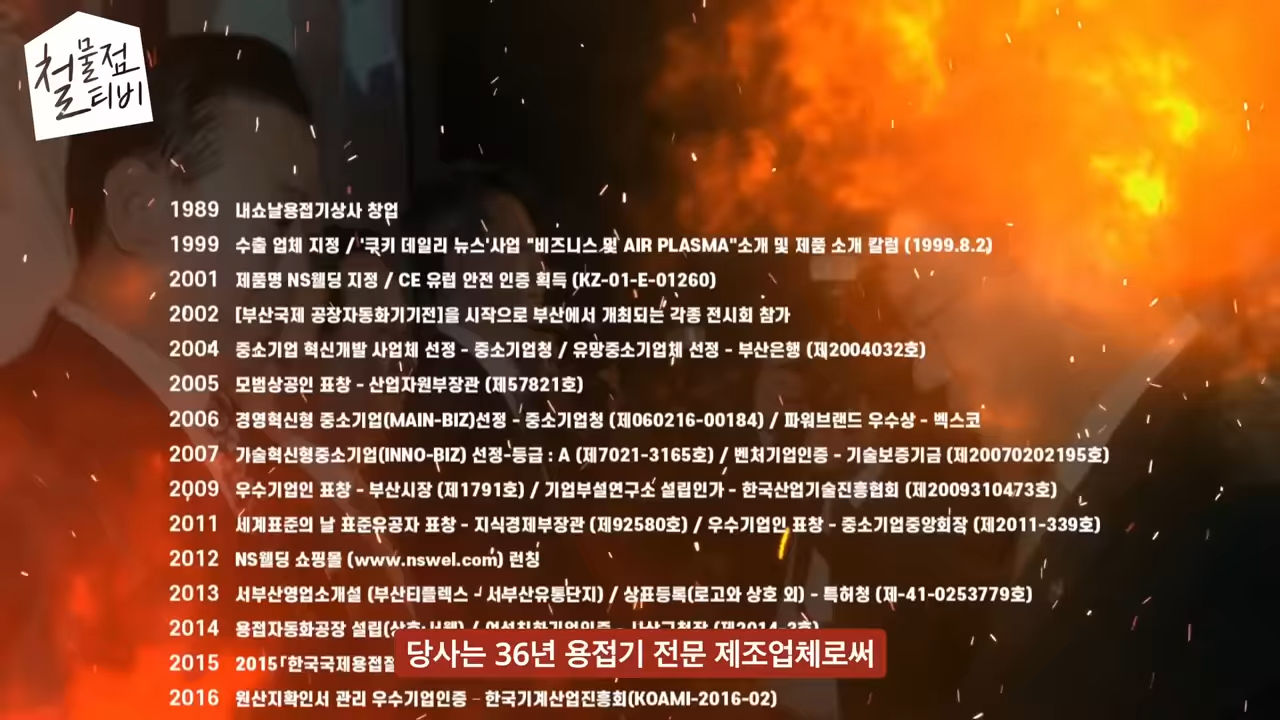 철물점
티비
1989 내쇼날용접기상사 창업
1999 수출 업체 지정 / '쿡키 데일리 뉴스'사업 "비즈니스 및 AIR PLASMA"소개 및 제품 소개 칼럼 (1999.8.2)
2001 제품명 NS웰딩 지정 / CE 유럽 안전 인증 획득 (KZ-01-E-01260)
2002 [부산국제 공장자동화기기전]을 시작으로 부산에서 개최되는 각종 전시회 참가
2004 중소기업 혁신개발 사업체 선정 - 중소기업청 / 유망중소기업체 선정 - 부산은행 (제2004032호)
2005 모범상공인 표창 - 산업자원부장관 (제57821호)
2006 경영혁신형 중소기업(MAIN-BIZ)선정 - 중소기업청 (제060216-00184) / 파워브랜드 우수상 - 벡스코
2007 가술혁신형중소기업(INNO-BIZ) 선정-등급 : A (제7021-3165호) / 벤처기업인증 - 기술보증기금 (제20070202195호)
2009 우수기업인 표창 - 부산시장 (제1791호) / 기업부설연구소 설립인가 - 한국산업기술진흥협회 (제2009310473호)
2011 세계표준의 날 표준유공자 표창 - 지식경제부장관 (제92580호) / 우수기업인 표창 - 중소기업중앙회장 (제2011-339호)
2012 NS웰딩 쇼핑몰 (www.nswel.com) 런칭
2013 서부산영업소개설 (부산티플렉스 - 서부산유통단지) / 상표등록(로고와 상호 외) - 특허청 (제-41-0253779호)
2014 용접자동화공장 설립
2015 2015「한국국제용접
당사는 36년 용접기 전문 제조업체로써
2016 원산지확인서 관리 우수기업인증 - 한국기계산업진흥회(KOAMI-2016-02)